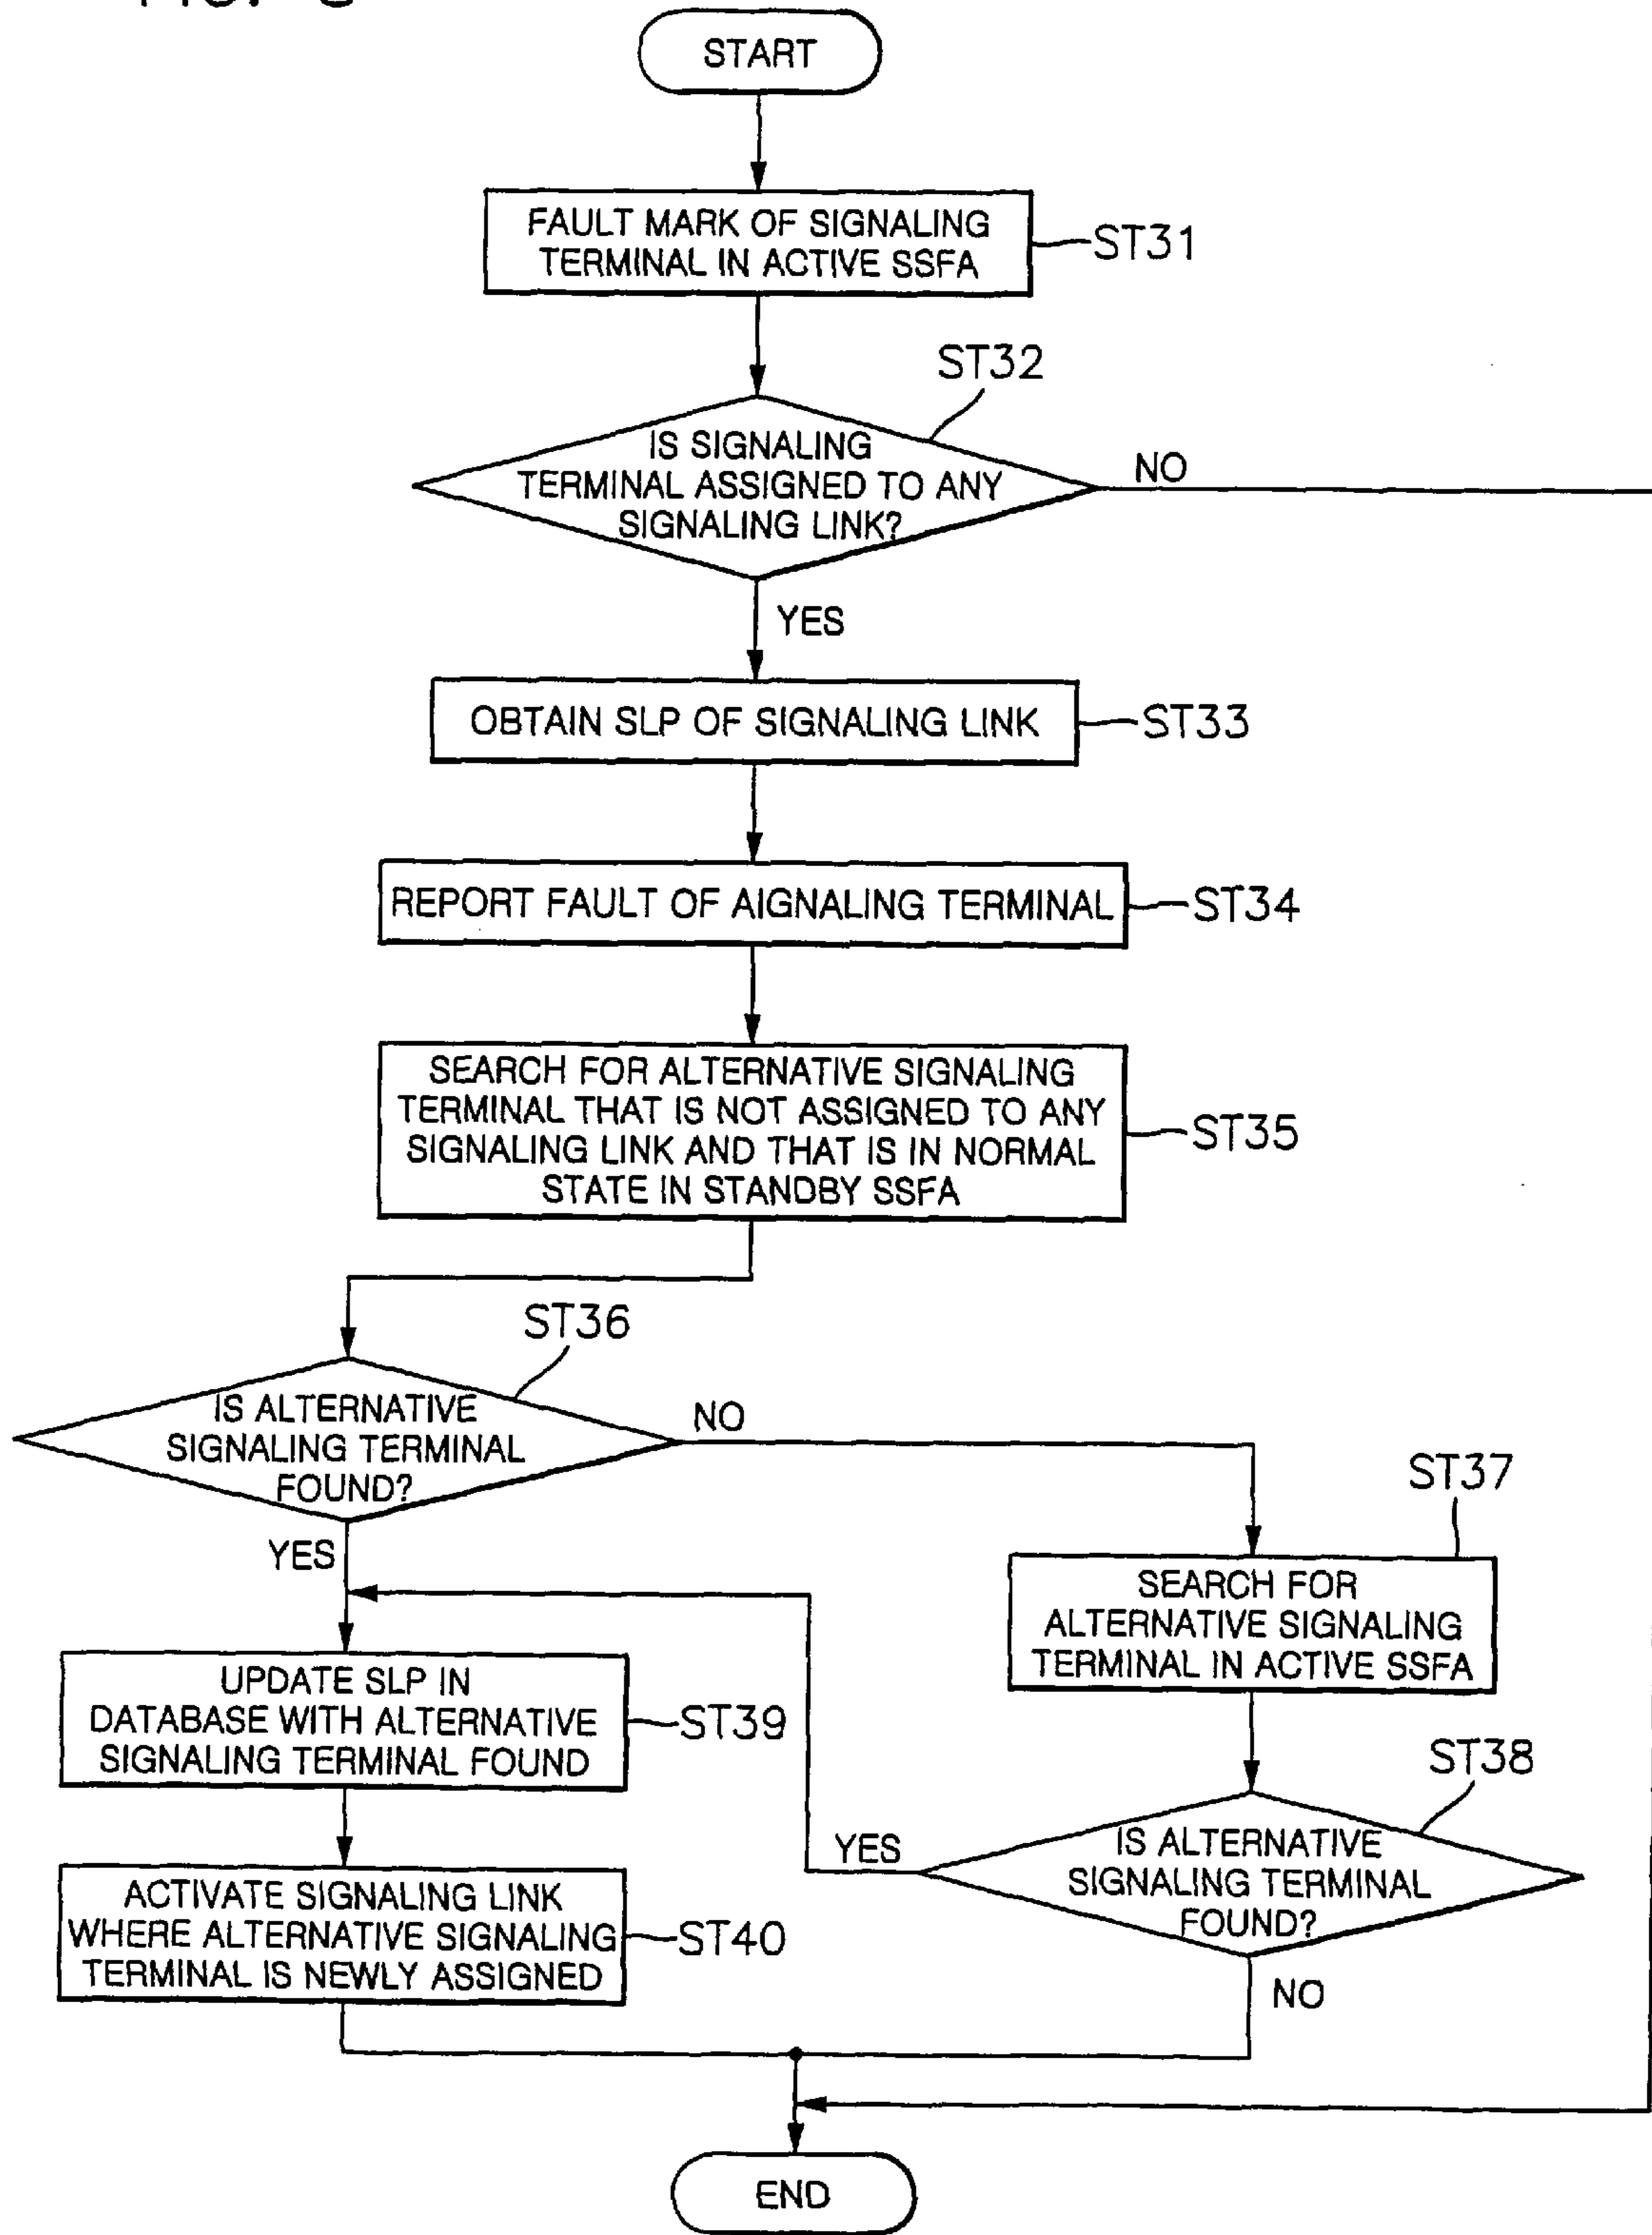 START
FAULT MARK OF SIGNALING
TERMINAL IN ACTIVE SSFA
ST31
ST32
IS SIGNALING
TERMINAL ASSIGNED TO ANY
SIGNALING LINK?
NO
YES
OBTAIN SLP OF SIGNALING LINK
ST33
REPORT FAULT OF AIGNALING TERMINAL
ST34
SEARCH FOR ALTERNATIVE SIGNALING
TERMINAL THAT IS NOT ASSIGNED TO ANY
SIGNALING LINK AND THAT IS IN NORMAL
STATE IN STANDBY SSFA
ST35
ST36
IS ALTERNATIVE
SIGNALING TERMINAL
FOUND?
NO
YES
ST37
SEARCH FOR
ALTERNATIVE SIGNALING
TERMINAL IN ACTIVE SSFA
UPDATE SLP IN
DATABASE WITH ALTERNATIVE
SIGNALING TERMINAL FOUND
ST39
ST38
IS ALTERNATIVE
SIGNALING TERMINAL
FOUND?
YES
NO
ACTIVATE SIGNALING LINK
WHERE ALTERNATIVE SIGNALING
TERMINAL IS NEWLY ASSIGNED
ST40
END